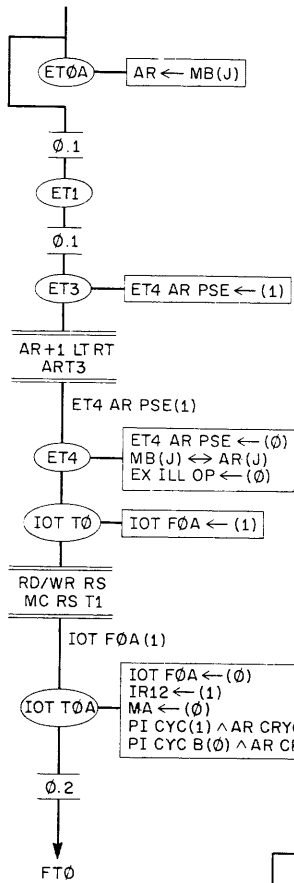 ETØA
AR ← MB(J)
Ø.1
ET1
Ø.1
ET3
ET4 AR PSE ← (1)
AR+1 LT RT
ART3
ET4 AR PSE(1)
ET4
ET4 AR PSE ← (Ø)
MB(J) ↔ AR(J)
EX ILL OP ← (Ø)
IOT TØ
IOT FØA ← (1)
RD/WR RS
MC RS T1
IOT FØA(1)
IOT TØA
IOT FØA ← (Ø)
IR12 ← (1)
MA ← (Ø)
PI CYC(1) ∧ AR CRY
PI CYC B(Ø) ∧ AR
Ø.2
FTØ